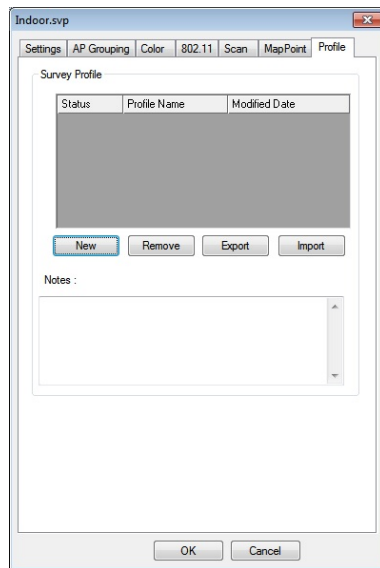 Indoor.svp
Settings AP Grouping Color 802.11 Scan MapPoint Profile
Survey Profile
Status Profile Name Modified Date
New Remove Export Import
Notes :
OK Cancel